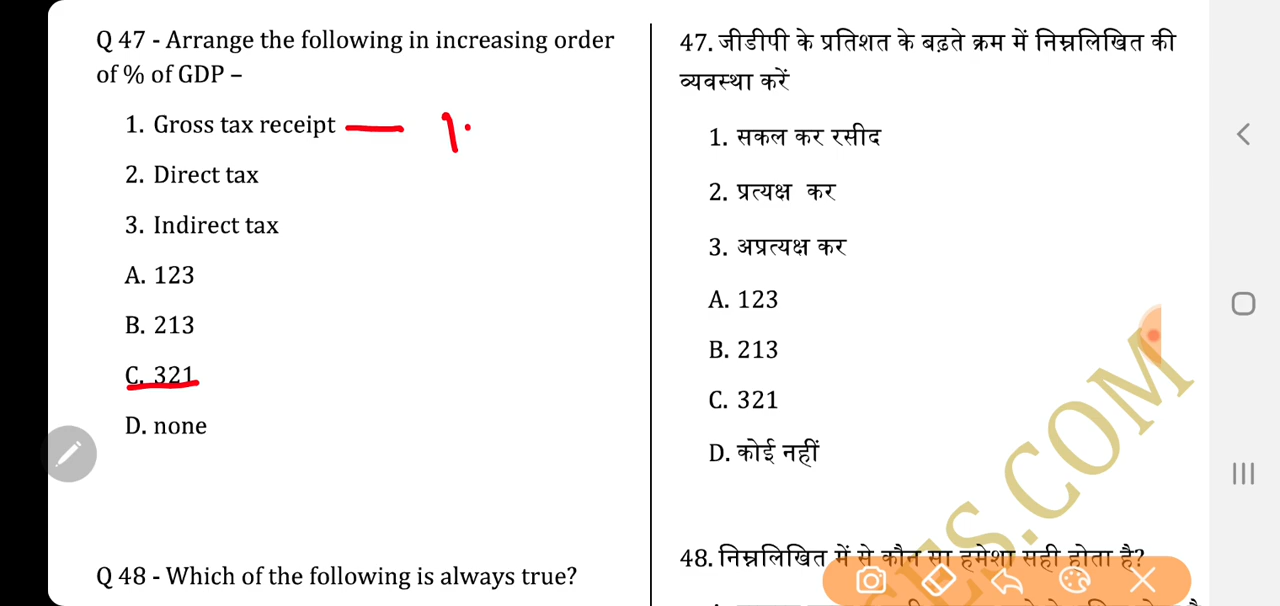 Q 47 - Arrange the following in increasing order
of % of GDP –
1. Gross tax receipt
2. Direct tax
3. Indirect tax
A. 123
B. 213
C. 321
D. none
Q 48 - Which of the following is always true?
47. जीडीपी के प्रतिशत के बढ़ते क्रम में निम्नलिखित की
व्यवस्था करें
1. सकल कर रसीद
2. प्रत्यक्ष कर
3. अप्रत्यक्ष कर
A. 123
B. 213
C. 321
D. कोई नहीं
48. निम्नलिखित में से कौन सा हमेशा सही होता है?
ES.COM